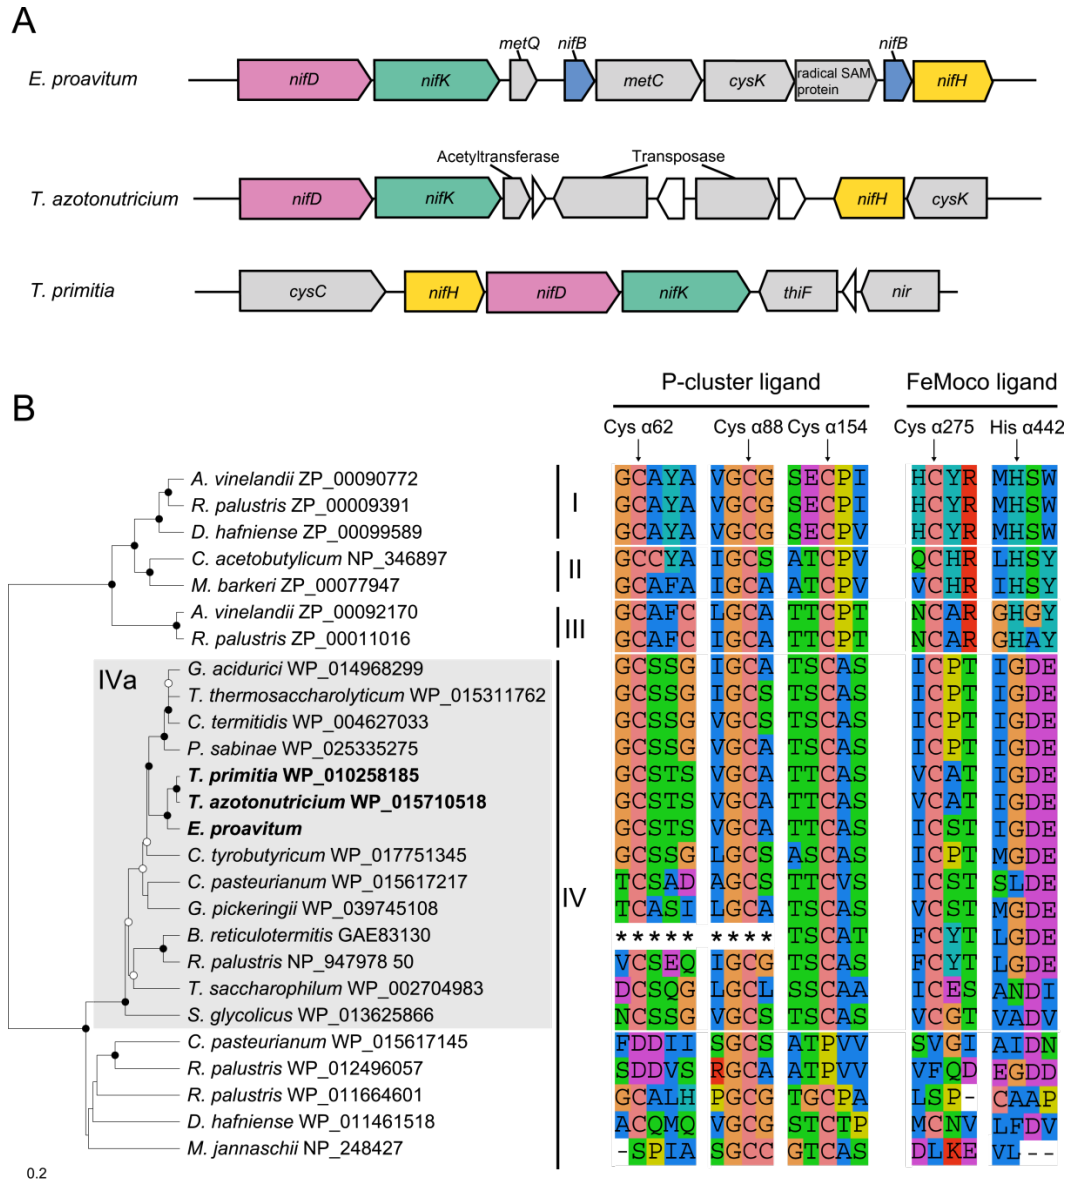 A
E. proavitum
nifD
nifK
metQ
nifB
metC
cysK
radical SAM
protein
nifB
nifH
T. azotonutricium
nifD
nifK
Acetyltransferase
Transposase
nifH
cysK
T. primitia
cysC
nifH
nifD
nifK
thiF
nir
B
P-cluster ligand FeMoco ligand
Cys α62 Cys α88 Cys α154 Cys α275 His α442
A. vinelandii ZP_00090772 GCAYA VGCG SECPI HCYR MHSW
R. palustris ZP_00009391 I GCAYA VGCG SECPI HCYR MHSW
D. hafniense ZP_00099589 GCAYA VGCG SECPV HCYR MHSW
C. acetobutylicum NP_346897 II GCCYA IGCS ATCPV QCHR LHSY
M. barkeri ZP_00077947 GCAFA IGCA ATCPV VCHR IHSY
A. vinelandii ZP_00092170 III GCAFC LGCA TTCPT NCAR GHGY
R. palustris ZP_00011016 GCAFC IGCA TTCPT NCAR GHAY
IVa
G. acidurici WP_014968299 GCSSG IGCA TSCAS ICPT IGDE
T. thermosaccharolyticum WP_015311762 GCSSG IGCS TSCAS ICPT IGDE
C. termitidis WP_004627033 GCSSG VGCS TSCAS ICPT IGDE
P. sabinae WP_025335275 GCSSG VGCA TSCAS ICPT IGDE
T. primitia WP_010258185 GCSTS VGCA TTCAS VCAT IGDE
T. azotonutricium WP_015710518 GCSTS VGCA TTCAS VCAT IGDE
E. proavitum GCSTS VGCA TTCAS ICST IGDE
C. tyrobutyricum WP_017751345 GCSSG LGCS ASCAS ICPT MGDE
C. pasteurianum WP_015617217 IV TCSAD AGCS TTCVS ICST SLDE
G. pickeringii WP_039745108 TCASI LGCA TSCAS VCST MGDE
B. reticulotermitis GAE83130 ***** **** TSCAT FCYT LGDE
R. palustris NP_947978 50 VCSEQ IGCG TSCAS FCYT LGDE
T. saccharophilum WP_002704983 DCSQG LGCL SSCAA ICES ANDI
S. glycolicus WP_013625866 NCSSG VGCS TSCAS VCGT VADV
C. pasteurianum WP_015617145 FDDII SGCS ATPVV SVGI AIDN
R. palustris WP_012496057 SDDVS RGCA ATPVV VFQD EGDD
R. palustris WP_011664601 GCALH PGCG TGCPA LSP- CAAP
D. hafniense WP_011461518 ACQMQ VGCG STCTP MCNV LFDV
M. jannaschii NP_248427 -SPIA SGCC GTCAS DLKE VL--
0.2